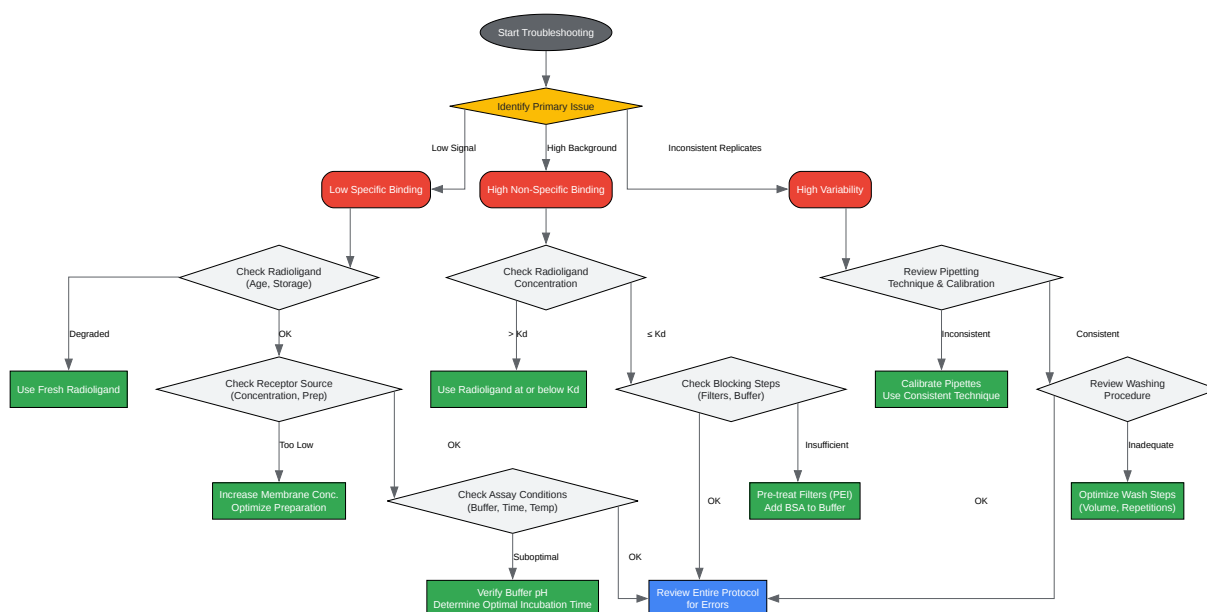 Start Troubleshooting
Identify Primary Issue
Low Signal
High Background
Inconsistent Replicates
Low Specific Binding
High Non-Specific Binding
High Variability
Check Radioligand
(Age, Storage)
Check Radioligand
Concentration
Review Pipetting
Technique & Calibration
Degraded
OK
> Kd
≤ Kd
Inconsistent
Consistent
Use Fresh Radioligand
Check Receptor Source
(Concentration, Prep)
Use Radioligand at or below Kd
Check Blocking Steps
(Filters, Buffer)
Calibrate Pipettes
Use Consistent Technique
Review Washing
Procedure
Too Low
OK
Insufficient
Inadequate
Increase Membrane Conc.
Optimize Preparation
Check Assay Conditions
(Buffer, Time, Temp)
OK
Pre-treat Filters (PEI)
Add BSA to Buffer
OK
Optimize Wash Steps
(Volume, Repetitions)
Suboptimal
OK
Verify Buffer pH
Determine Optimal Incubation Time
Review Entire Protocol
for Errors